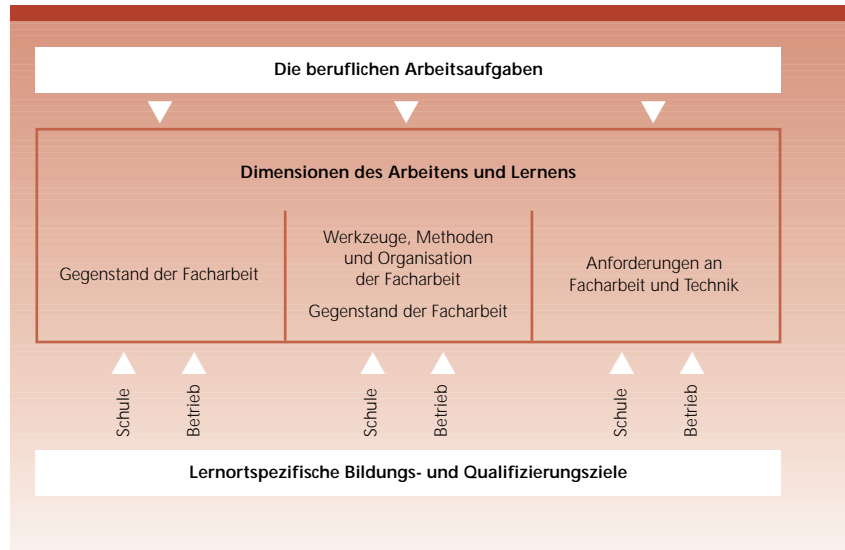 Die beruflichen Arbeitsaufgaben
Dimensionen des Arbeitens und Lernens
Gegenstand der Facharbeit
Werkzeuge, Methoden
und Organisation
der Facharbeit
Gegenstand der Facharbeit
Anforderungen an
Facharbeit und Technik
Schule
Betrieb
Schule
Betrieb
Schule
Betrieb
Lernortspezifische Bildungs- und Qualifizierungsziele